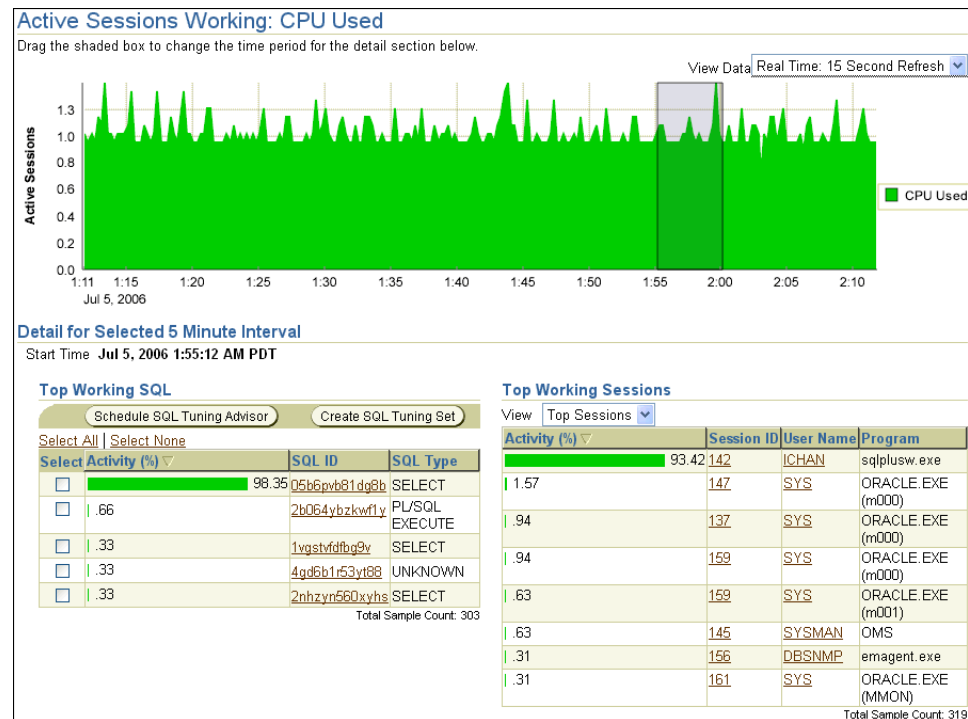 Active Sessions Working: CPU Used
Drag the shaded box to change the time period for the detail section below.
View Data Real Time: 15 Second Refresh
Active Sessions
1.3
1.0
0.8
0.6
0.4
0.2
0.0
1:11 1:15 1:20 1:25 1:30 1:35 1:40 1:45 1:50 1:55 2:00 2:05 2:10
Jul 5, 2006
CPU Used
Detail for Selected 5 Minute Interval
Start Time Jul 5, 2006 1:55:12 AM PDT
Top Working SQL
Schedule SQL Tuning Advisor Create SQL Tuning Set
Select All | Select None
Select Activity (%) SQL ID SQL Type
98.35 05b6pvb81dg8b SELECT
.66 2b064ybzkwf1y PL/SQL
EXECUTE
.33 1vgstvfdfbg9v SELECT
.33 4gd6b1r53yt88 UNKNOWN
.33 2nhzyn560xyhs SELECT
Total Sample Count: 303
Top Working Sessions
View Top Sessions
Activity (%) Session ID User Name Program
93.42 142 ICHAN sqlplusw.exe
1.57 147 SYS ORACLE.EXE
(m000)
.94 137 SYS ORACLE.EXE
(m000)
.94 159 SYS ORACLE.EXE
(m000)
.63 159 SYS ORACLE.EXE
(m001)
.63 145 SYSMAN OMS
.31 156 DBSNMP emagent.exe
.31 161 SYS ORACLE.EXE
(MMON)
Total Sample Count: 319